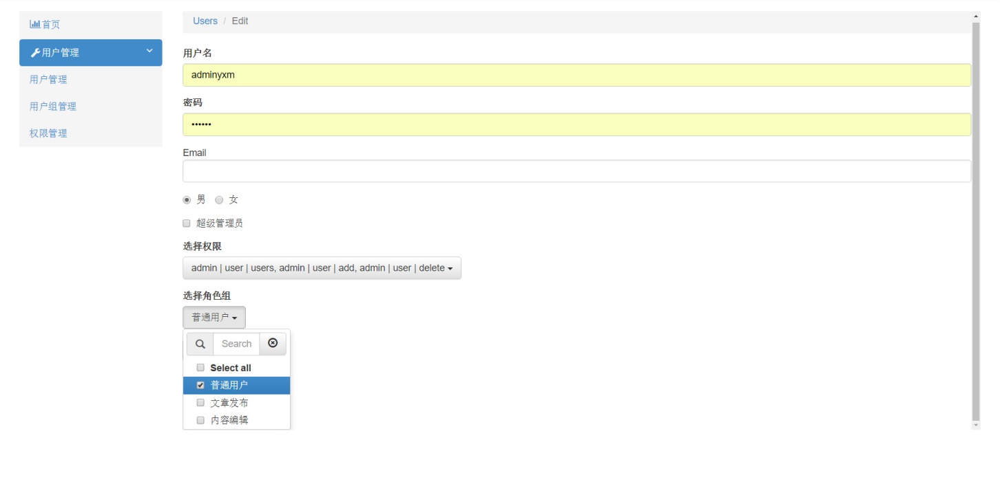 首页
用户管理
用户管理
用户组管理
权限管理
Users / Edit
用户名
adminyxm
密码
••••••
Email
男 女
超级管理员
选择权限
admin | user | users, admin | user | add, admin | user | delete
选择角色组
普通用户
Search
Select all
普通用户
文章发布
内容编辑